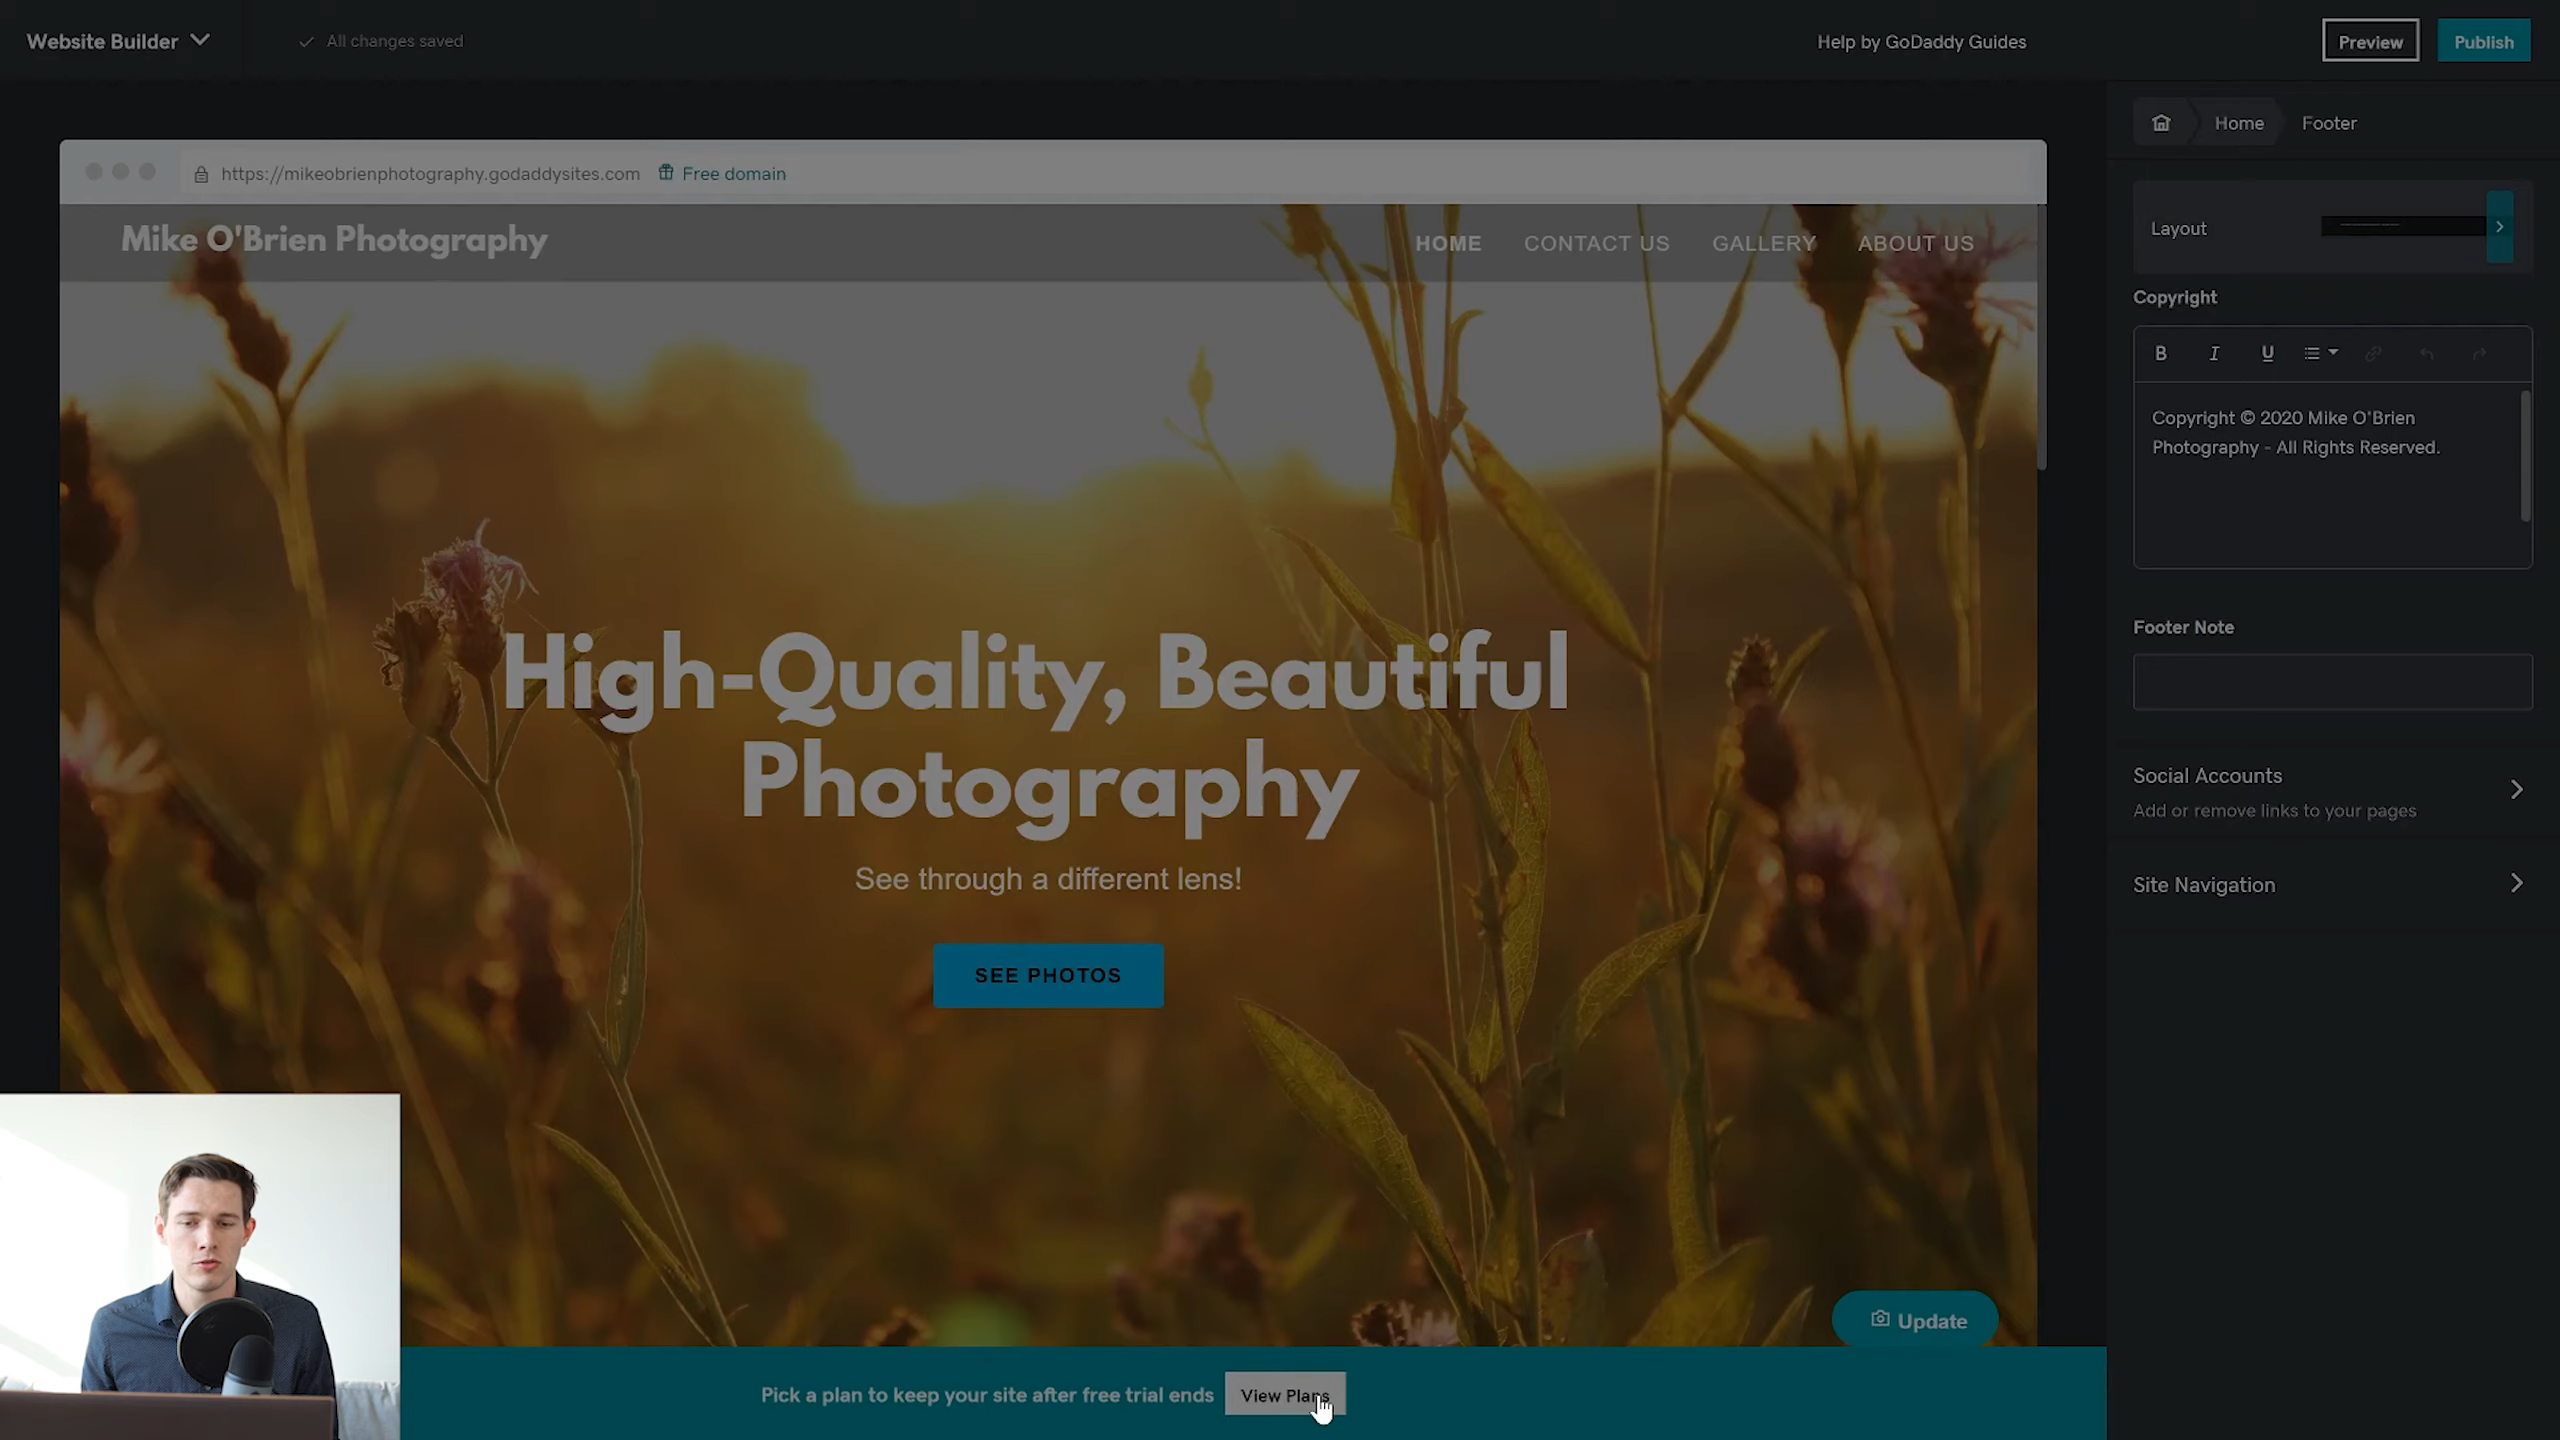 Website Builder
All changes saved
Help by GoDaddy Guides
Preview
Publish
Home
Footer
https://mikeobrienphotography.godaddysites.com
Free domain
Mike O'Brien Photography
HOME
CONTACT US
GALLERY
ABOUT US
High-Quality, Beautiful
Photography
See through a different lens!
SEE PHOTOS
Update
Pick a plan to keep your site after free trial ends
View Plans
Layout
Copyright
B I U
Copyright © 2020 Mike O'Brien
Photography - All Rights Reserved.
Footer Note
Social Accounts
Add or remove links to your pages
Site Navigation